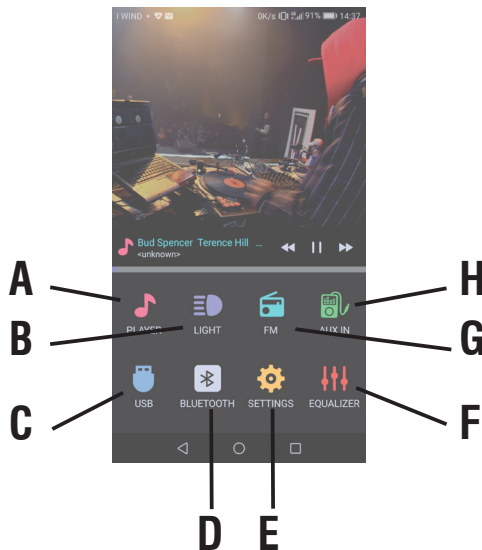 I WIND
0K/s 91% 14:37
Bud Spencer Terence Hill ...
<unknown>
A
H
PLAYER LIGHT FM AUX IN
B
G
USB BLUETOOTH SETTINGS EQUALIZER
C
F
D E